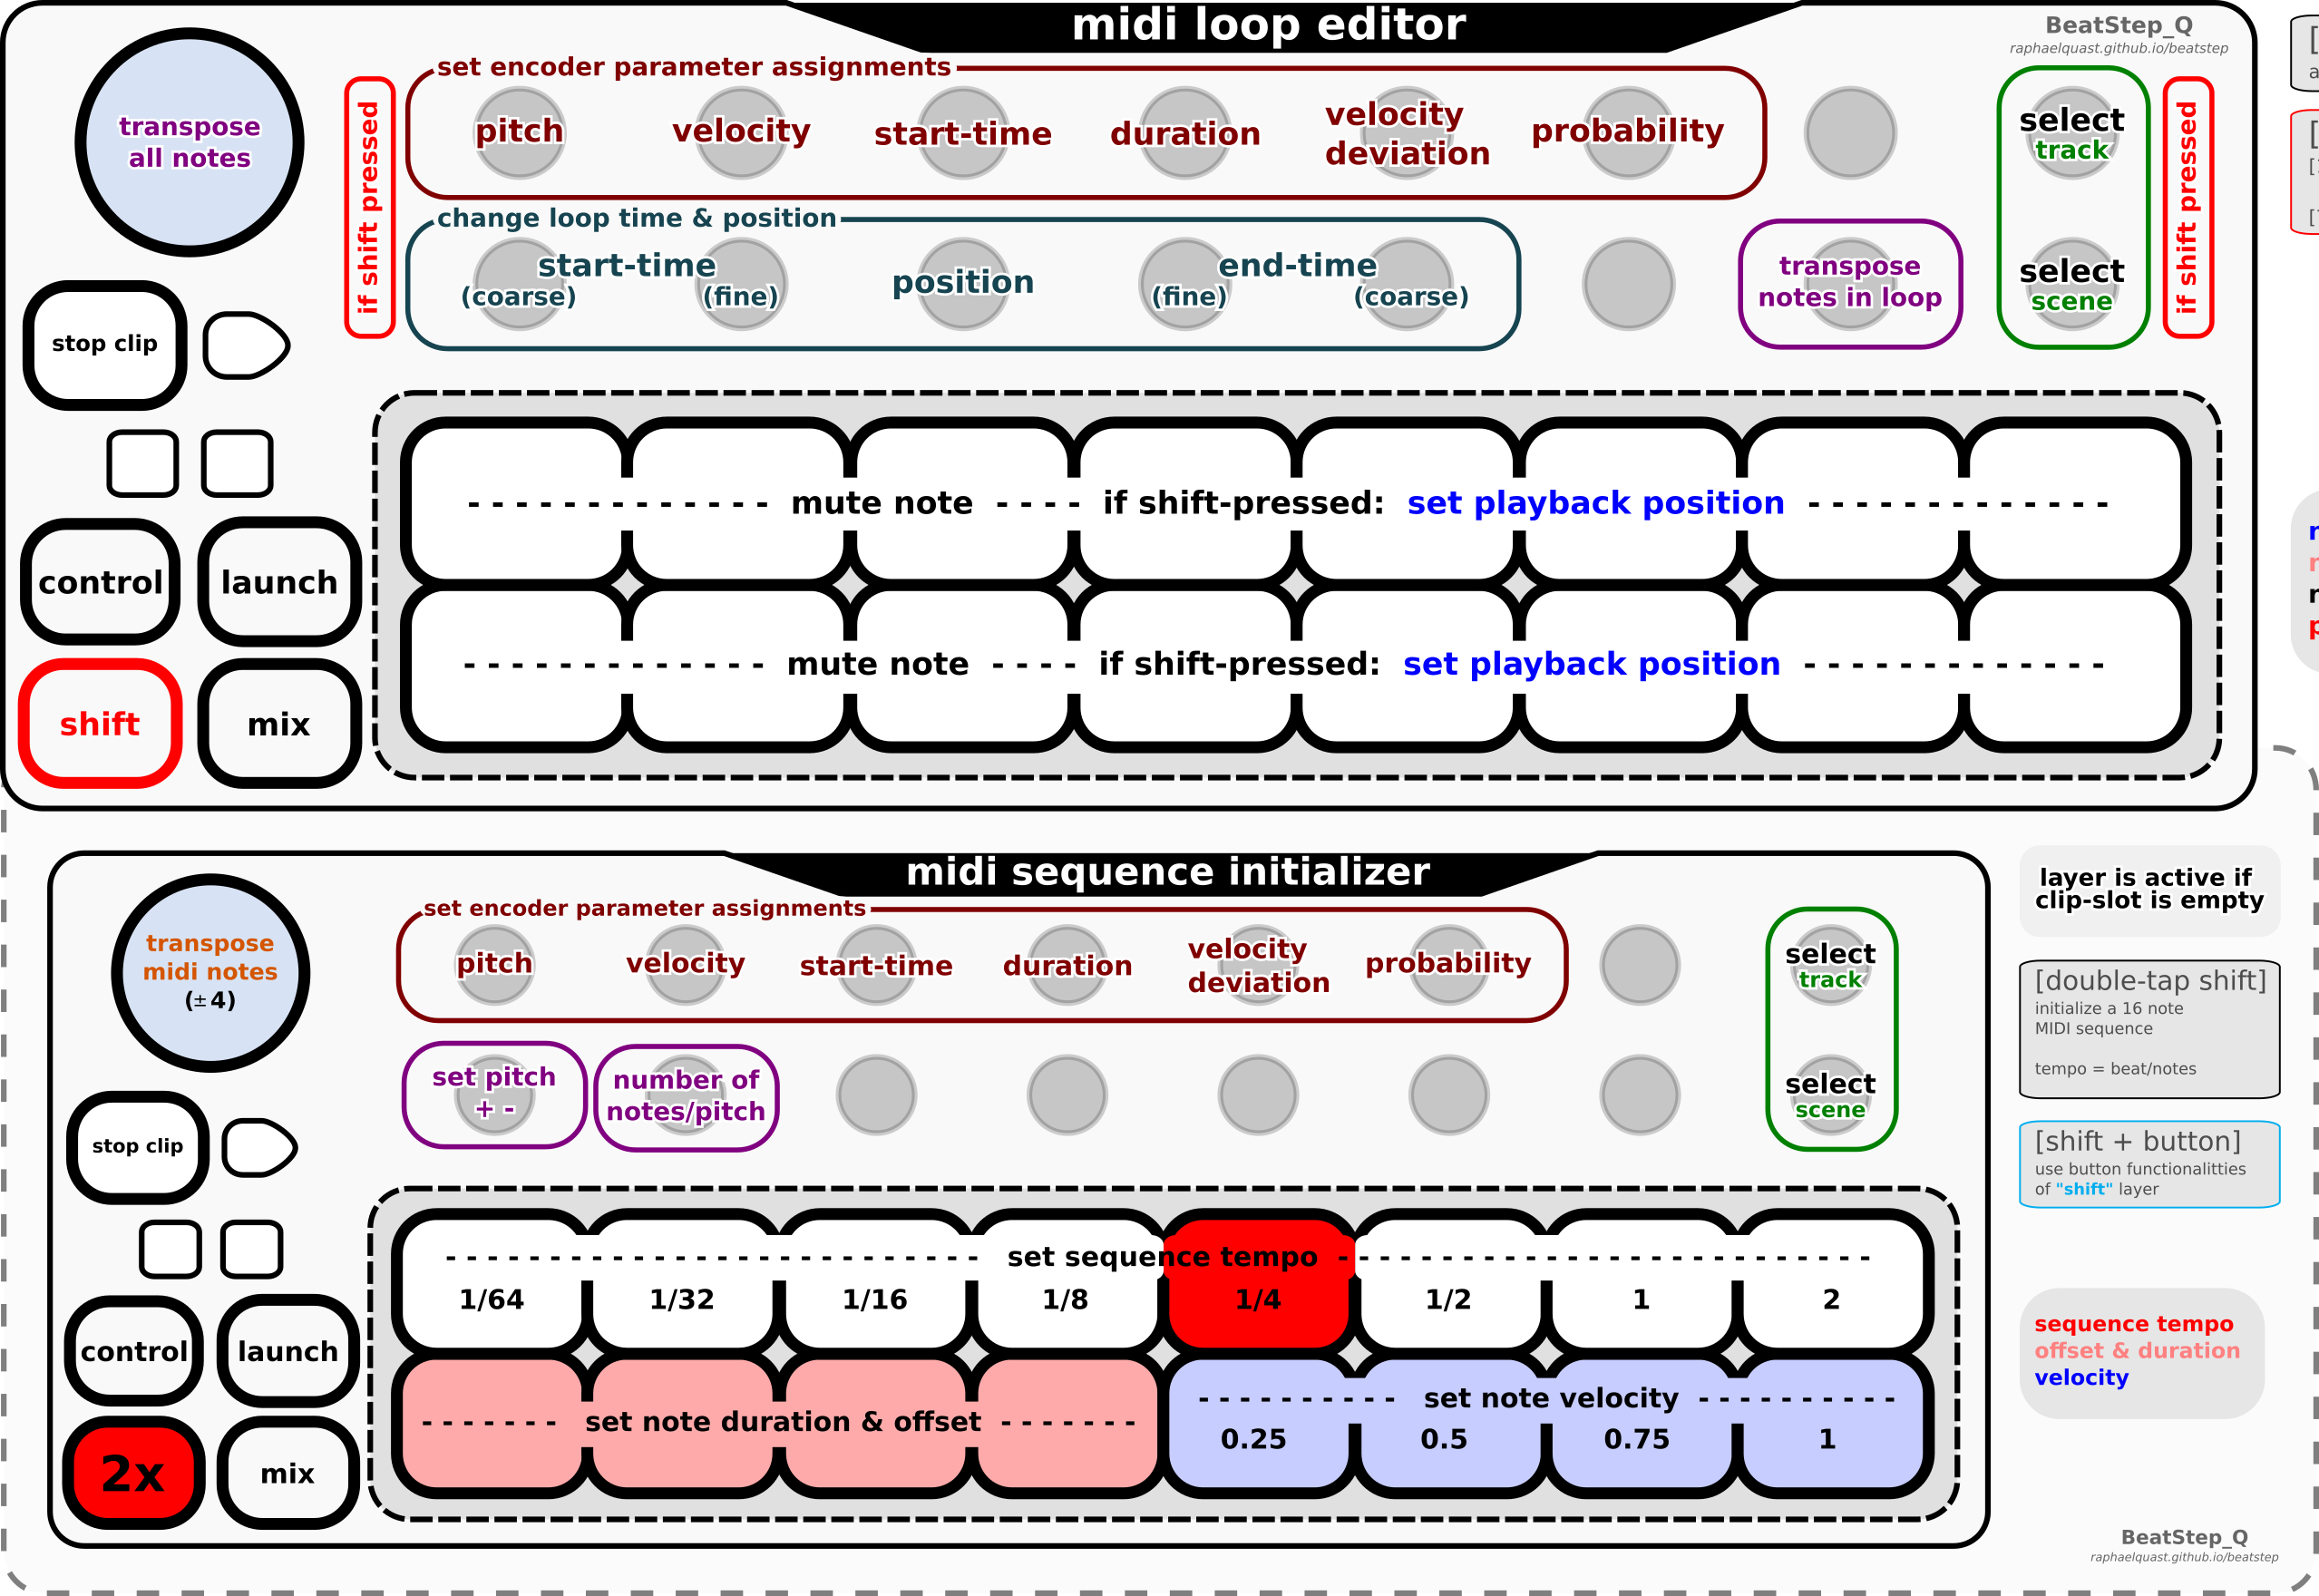 midi loop editor
BeatStep_Q
raphaelquast.github.io/beatstep
transpose
all notes
if shift pressed
set encoder parameter assignments
pitch
velocity
start-time
duration
velocity
deviation
probability
select
track
if shift pressed
change loop time & position
start-time
(coarse)
(fine)
position
end-time
(fine)
(coarse)
transpose
notes in loop
select
scene
stop clip
control
launch
shift
mix
------------- mute note ---- if shift-pressed: set playback position -------------
------------- mute note ---- if shift-pressed: set playback position -------------
midi sequence initializer
transpose
midi notes
(±4)
set encoder parameter assignments
pitch
velocity
start-time
duration
velocity
deviation
probability
select
track
set pitch
+ -
number of
notes/pitch
select
scene
stop clip
control
launch
2x
mix
set sequence tempo
1/64 1/32 1/16 1/8 1/4 1/2 1 2
------- set note duration & offset -------
--------- set note velocity ---------
0.25 0.5 0.75 1
layer is active if
clip-slot is empty
[double-tap shift]
initialize a 16 note
MIDI sequence
tempo = beat/notes
[shift + button]
use button functionalitties
of "shift" layer
sequence tempo
offset & duration
velocity
BeatStep_Q
raphaelquast.github.io/beatstep